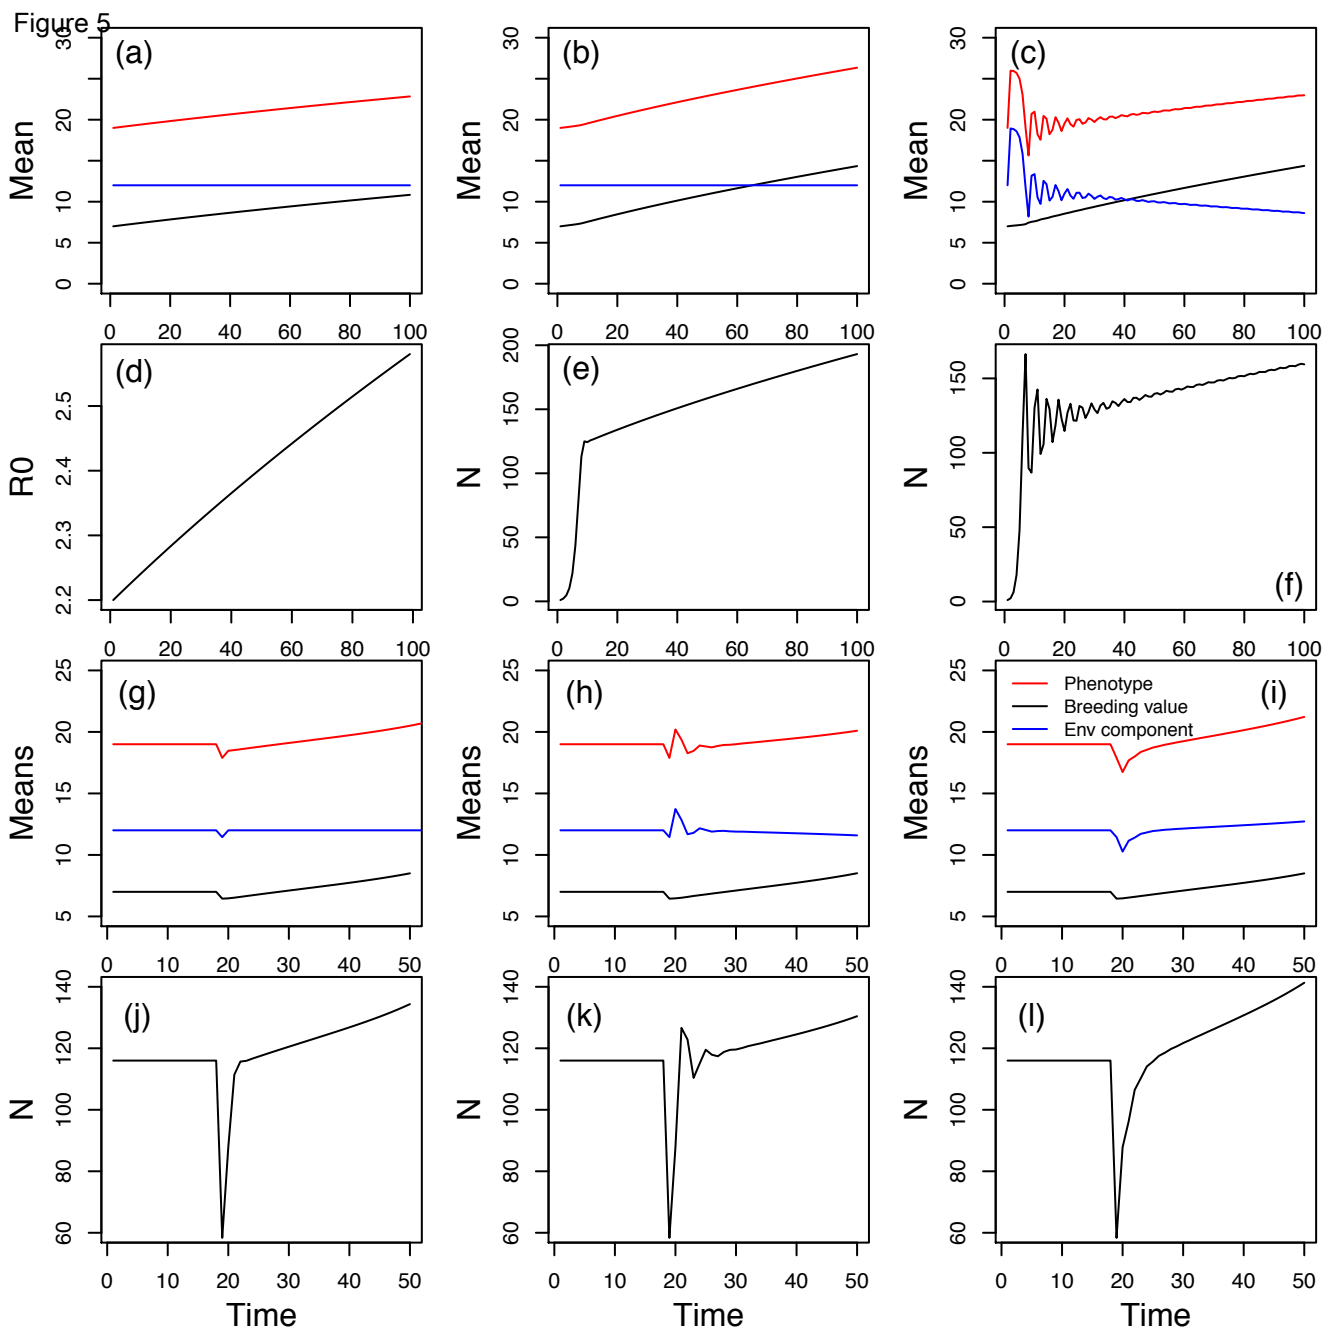 Figure 5
(a)
Mean
0 5 10 20 30
0 20 40 60 80 100
(b)
Mean
0 5 10 20 30
0 20 40 60 80 100
(c)
Mean
0 5 10 20 30
0 20 40 60 80 100
(d)
R0
2.2 2.3 2.4 2.5
0 20 40 60 80 100
(e)
N
0 50 100 150 200
0 20 40 60 80 100
(f)
N
0 50 100 150
0 20 40 60 80 100
(g)
Means
5 10 15 20 25
0 10 20 30 40 50
(h)
Means
5 10 15 20 25
0 10 20 30 40 50
(i)
Phenotype
Breeding value
Env component
Means
5 10 15 20 25
0 10 20 30 40 50
(j)
N
60 80 100 120 140
0 10 20 30 40 50
Time
(k)
N
60 80 100 120 140
0 10 20 30 40 50
Time
(l)
N
60 80 100 120 140
0 10 20 30 40 50
Time